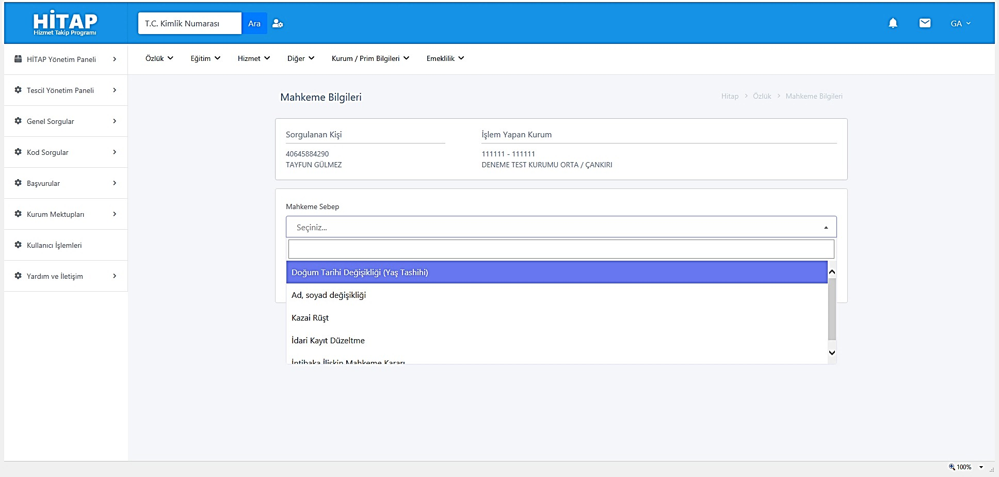 HİTAP
Hizmet Takip Programı
T.C. Kimlik Numarası
Ara
GA
HİTAP Yönetim Paneli
Tescil Yönetim Paneli
Genel Sorgular
Kod Sorgular
Başvurular
Kurum Mektupları
Kullanıcı İşlemleri
Yardım ve İletişim
Özlük
Eğitim
Hizmet
Diğer
Kurum / Prim Bilgileri
Emeklilik
Mahkeme Bilgileri
Hitap > Özlük > Mahkeme Bilgileri
Sorgulanan Kişi
40645884290
TAYFUN GÜLMEZ
İşlem Yapan Kurum
111111 - 111111
DENEME TEST KURUMU ORTA / ÇANKIRI
Mahkeme Sebep
Seçiniz...
Doğum Tarihi Değişikliği (Yaş Tashihi)
Ad, soyad değişikliği
Kazai Rüşt
İdari Kayıt Düzeltme
İntibaka İlişkin Mahkeme Kararı
100%